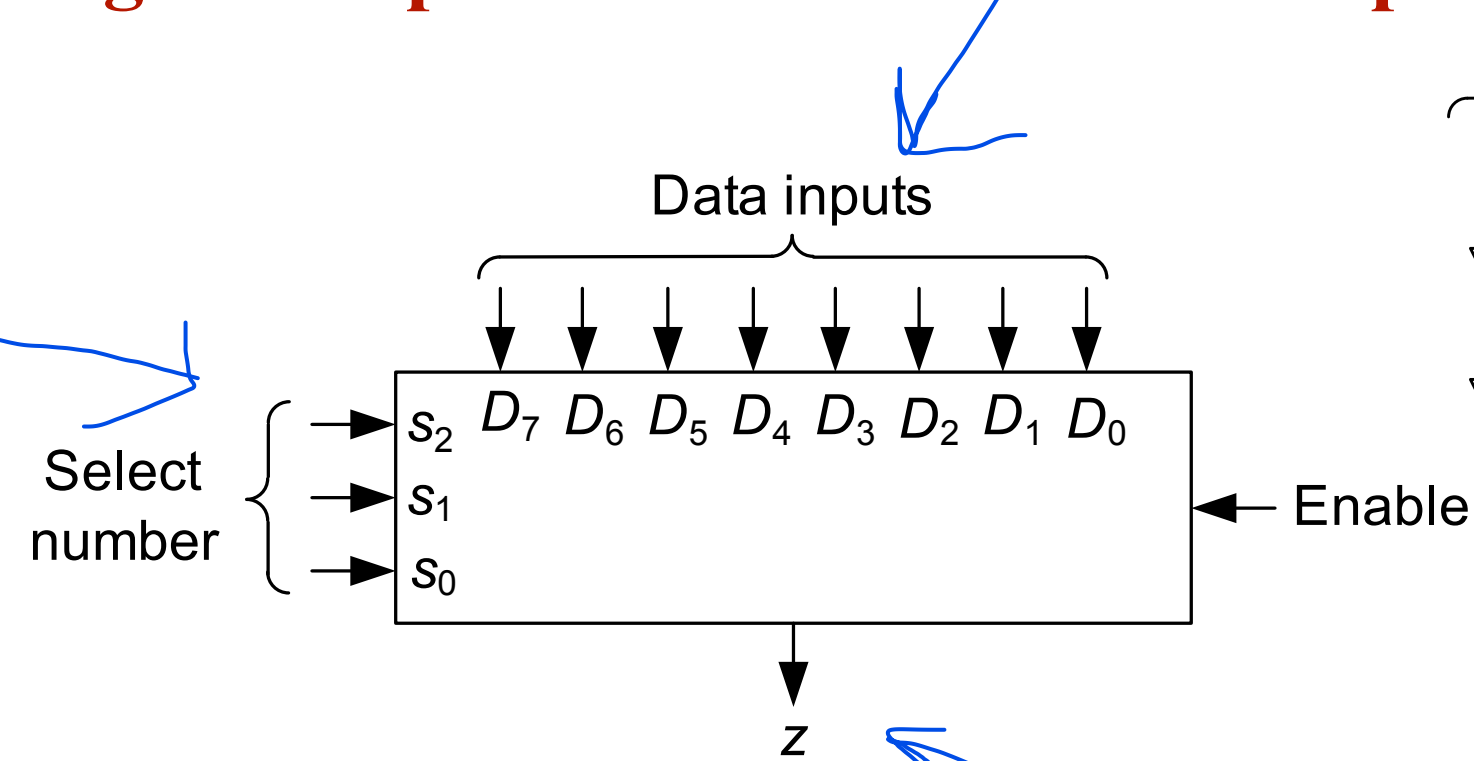 Data inputs
s₂ D₇ D₆ D₅ D₄ D₃ D₂ D₁ D₀
Select
number
s₁
s₀
Enable
z